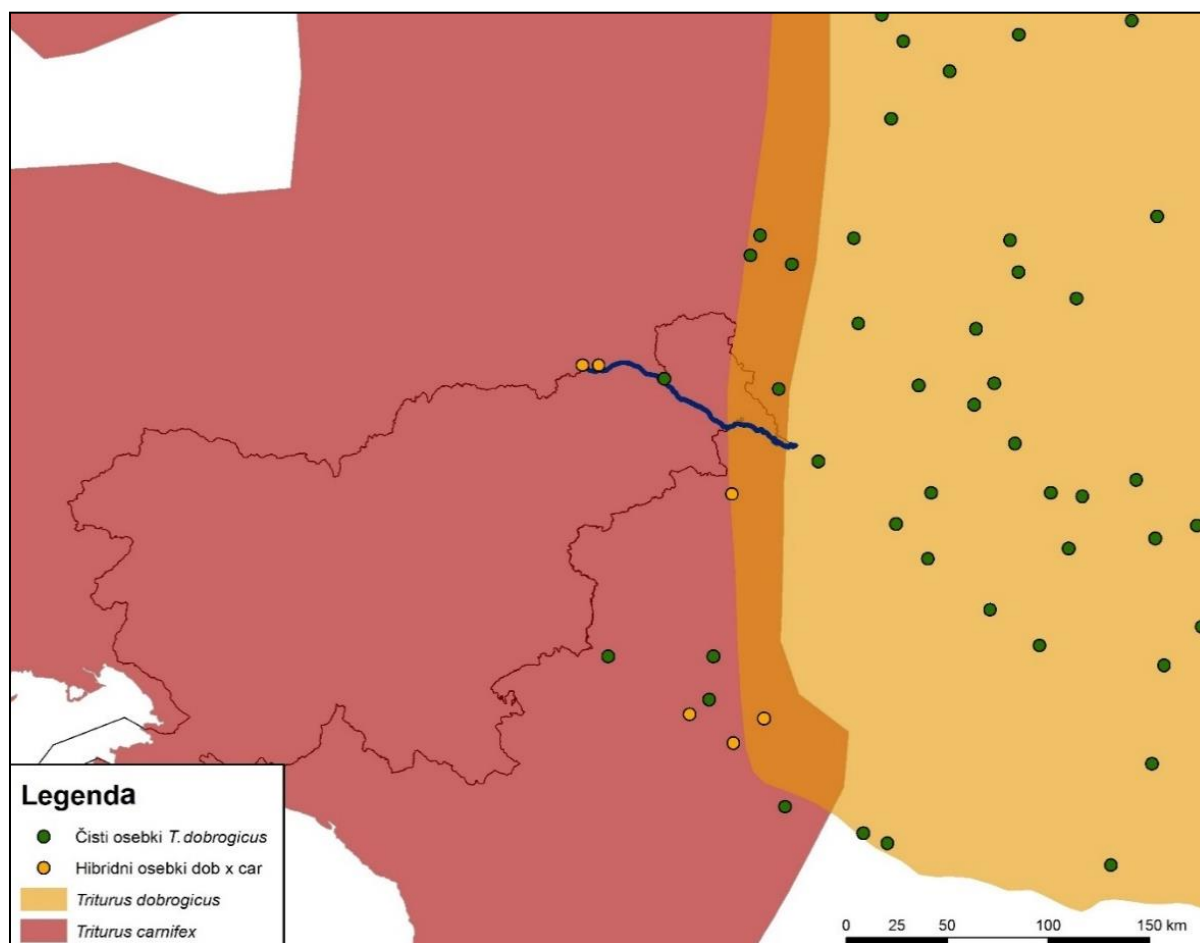 Legenda
Čisti osebki T. dobrogicus
Hibridni osebki dob x car
Triturus dobrogicus
Triturus carnifex
0 25 50 100 150 km